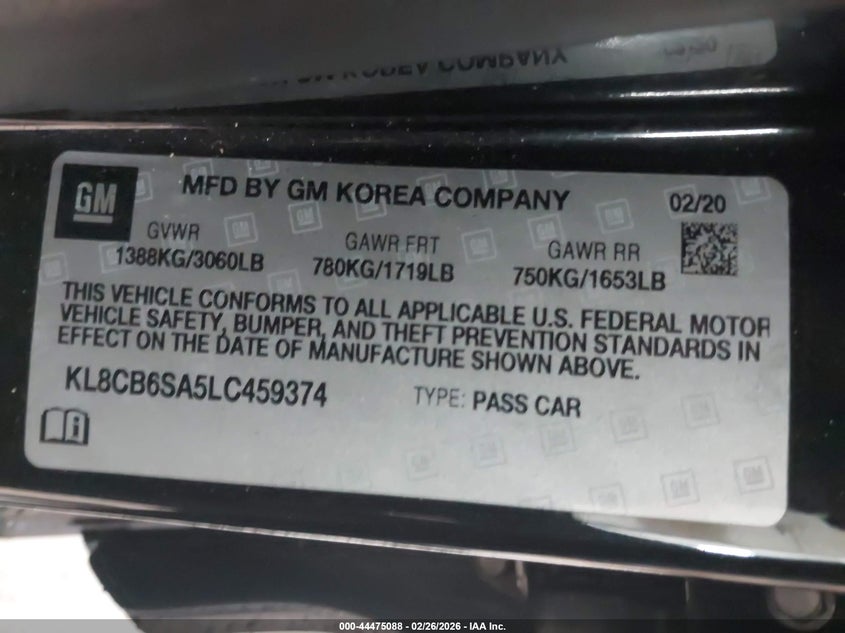 GM
MFD BY GM KOREA COMPANY
02/20
GVWR
1388KG/3060LB
GAWR FRT
780KG/1719LB
GAWR RR
750KG/1653LB
THIS VEHICLE CONFORMS TO ALL APPLICABLE U.S. FEDERAL MOTOR
VEHICLE SAFETY, BUMPER, AND THEFT PREVENTION STANDARDS IN
EFFECT ON THE DATE OF MANUFACTURE SHOWN ABOVE.
KL8CB6SA5LC459374
TYPE: PASS CAR
000-44475088 - 02/26/2026 - IAA Inc.